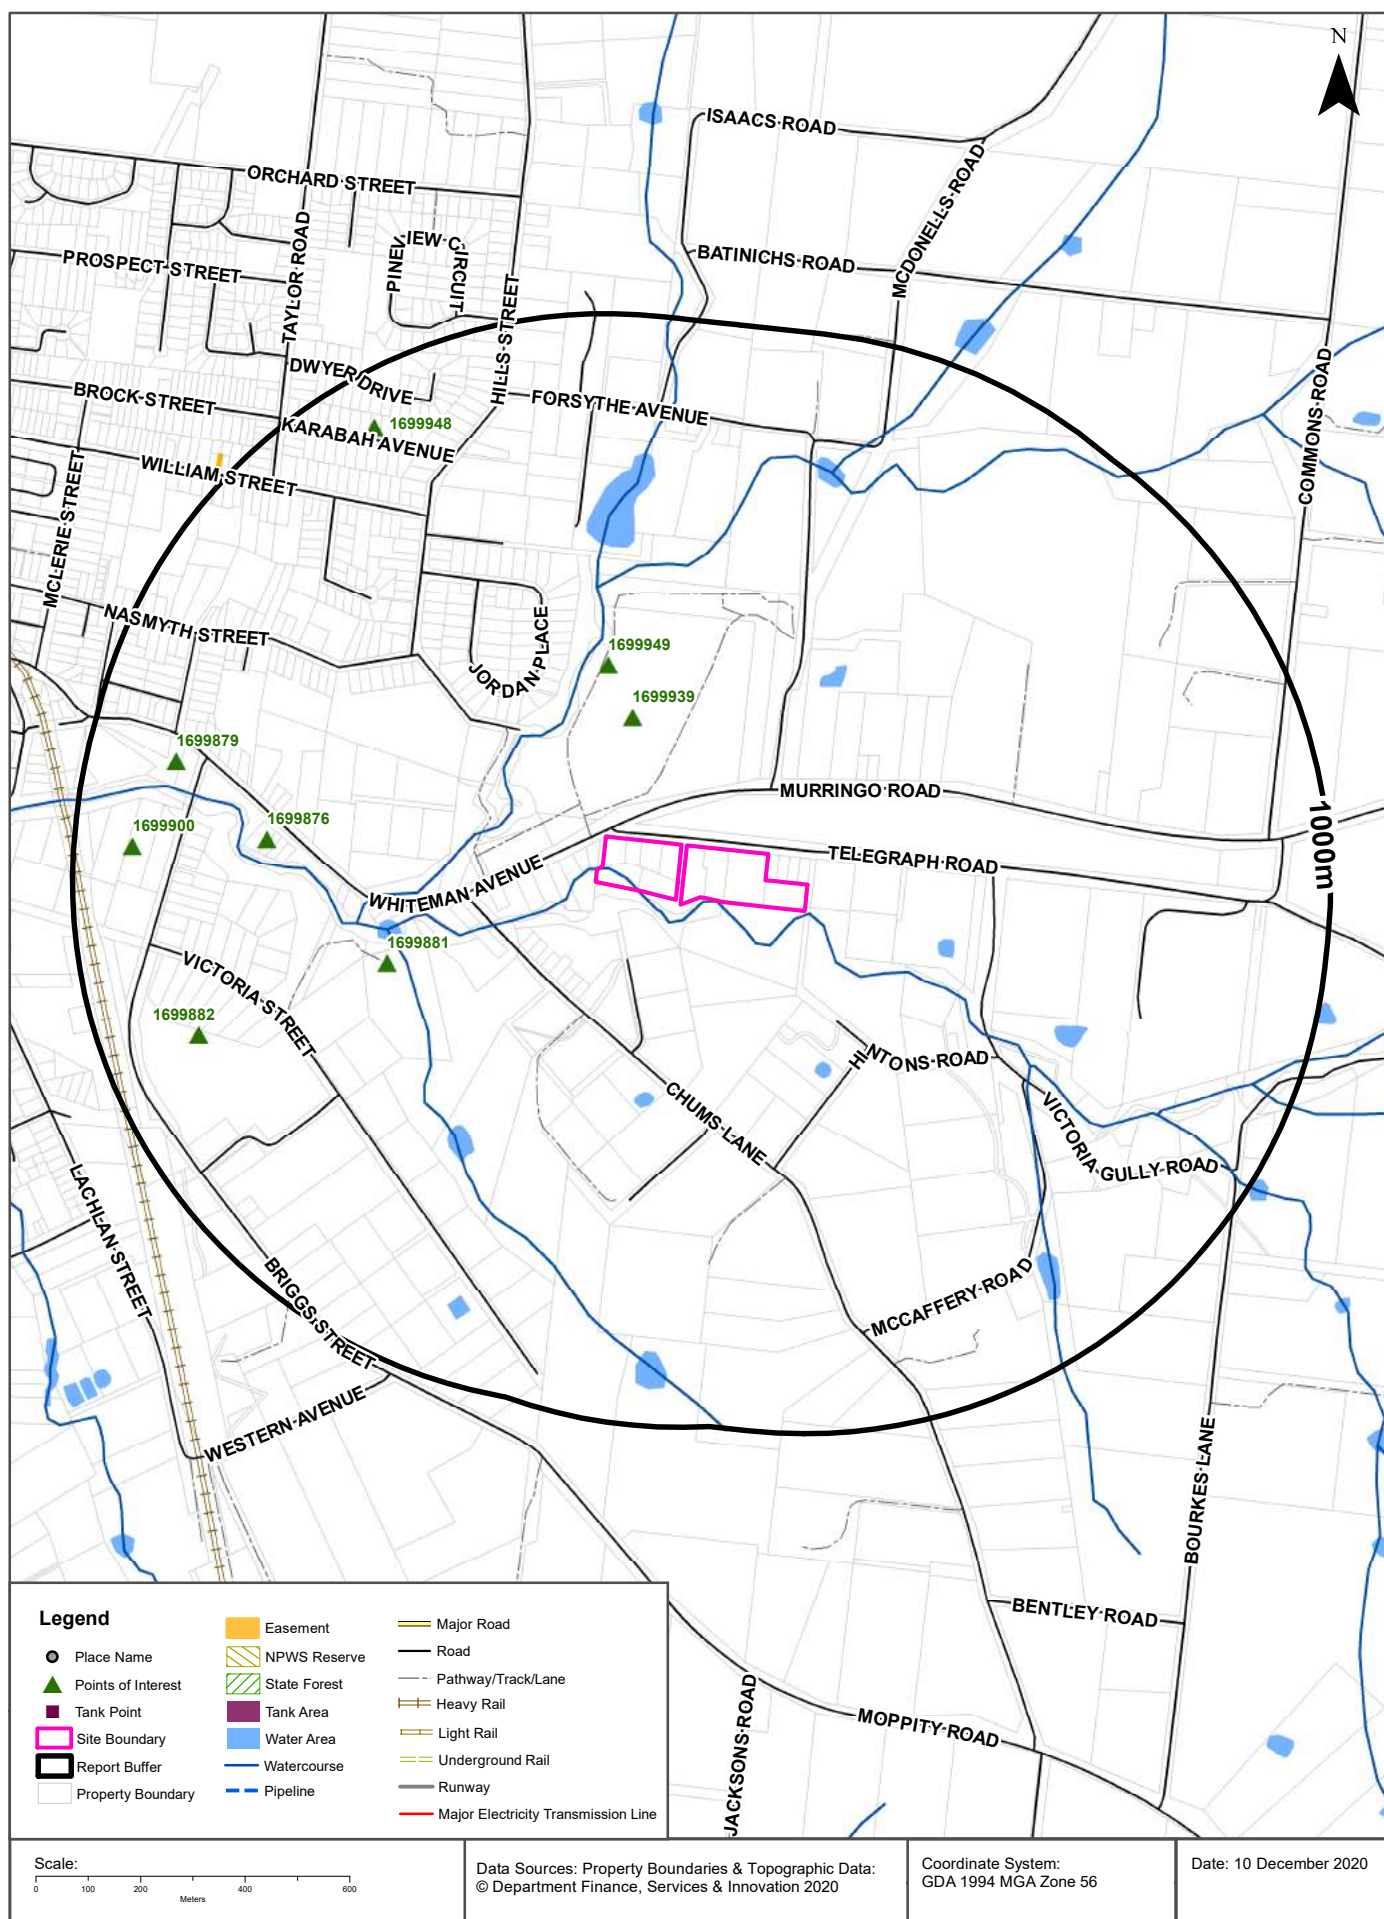 N
ISAACS ROAD
ORCHARD STREET
MCDONELLS ROAD
TAYLOR ROAD
PINEV
IEW C
IRCUIT
BATINICHS ROAD
PROSPECT STREET
HILLS STREET
COMMONS ROAD
DWYER DRIVE
BROCK STREET
FORSYTHE AVENUE
1699948
KARABAH AVENUE
WILLIAM STREET
MCLERIE STREET
NASMYTH STREET
JORDAN PLACE
1699949
1699939
1699879
MURRINGO ROAD
1000m
1699876
1699900
TELEGRAPH ROAD
WHITEMAN AVENUE
1699881
VICTORIA STREET
1699882
HI
NTONS ROAD
CHUMS LANE
VICTORIA
GULLY ROAD
LACHLAN STREET
BRIGGS STREET
MCCAFFERY ROAD
WESTERN AVENUE
BOURKES LANE
BENTLEY ROAD
JACKSONS ROAD
MOPPITY ROAD
Legend
Place Name
Points of Interest
Tank Point
Site Boundary
Report Buffer
Property Boundary
Easement
NPWS Reserve
State Forest
Tank Area
Water Area
Watercourse
Pipeline
Major Road
Road
Pathway/Track/Lane
Heavy Rail
Light Rail
Underground Rail
Runway
Major Electricity Transmission Line
Scale:
0 100 200 400 600
Meters
Data Sources: Property Boundaries & Topographic Data:
© Department Finance, Services & Innovation 2020
Coordinate System:
GDA 1994 MGA Zone 56
Date: 10 December 2020